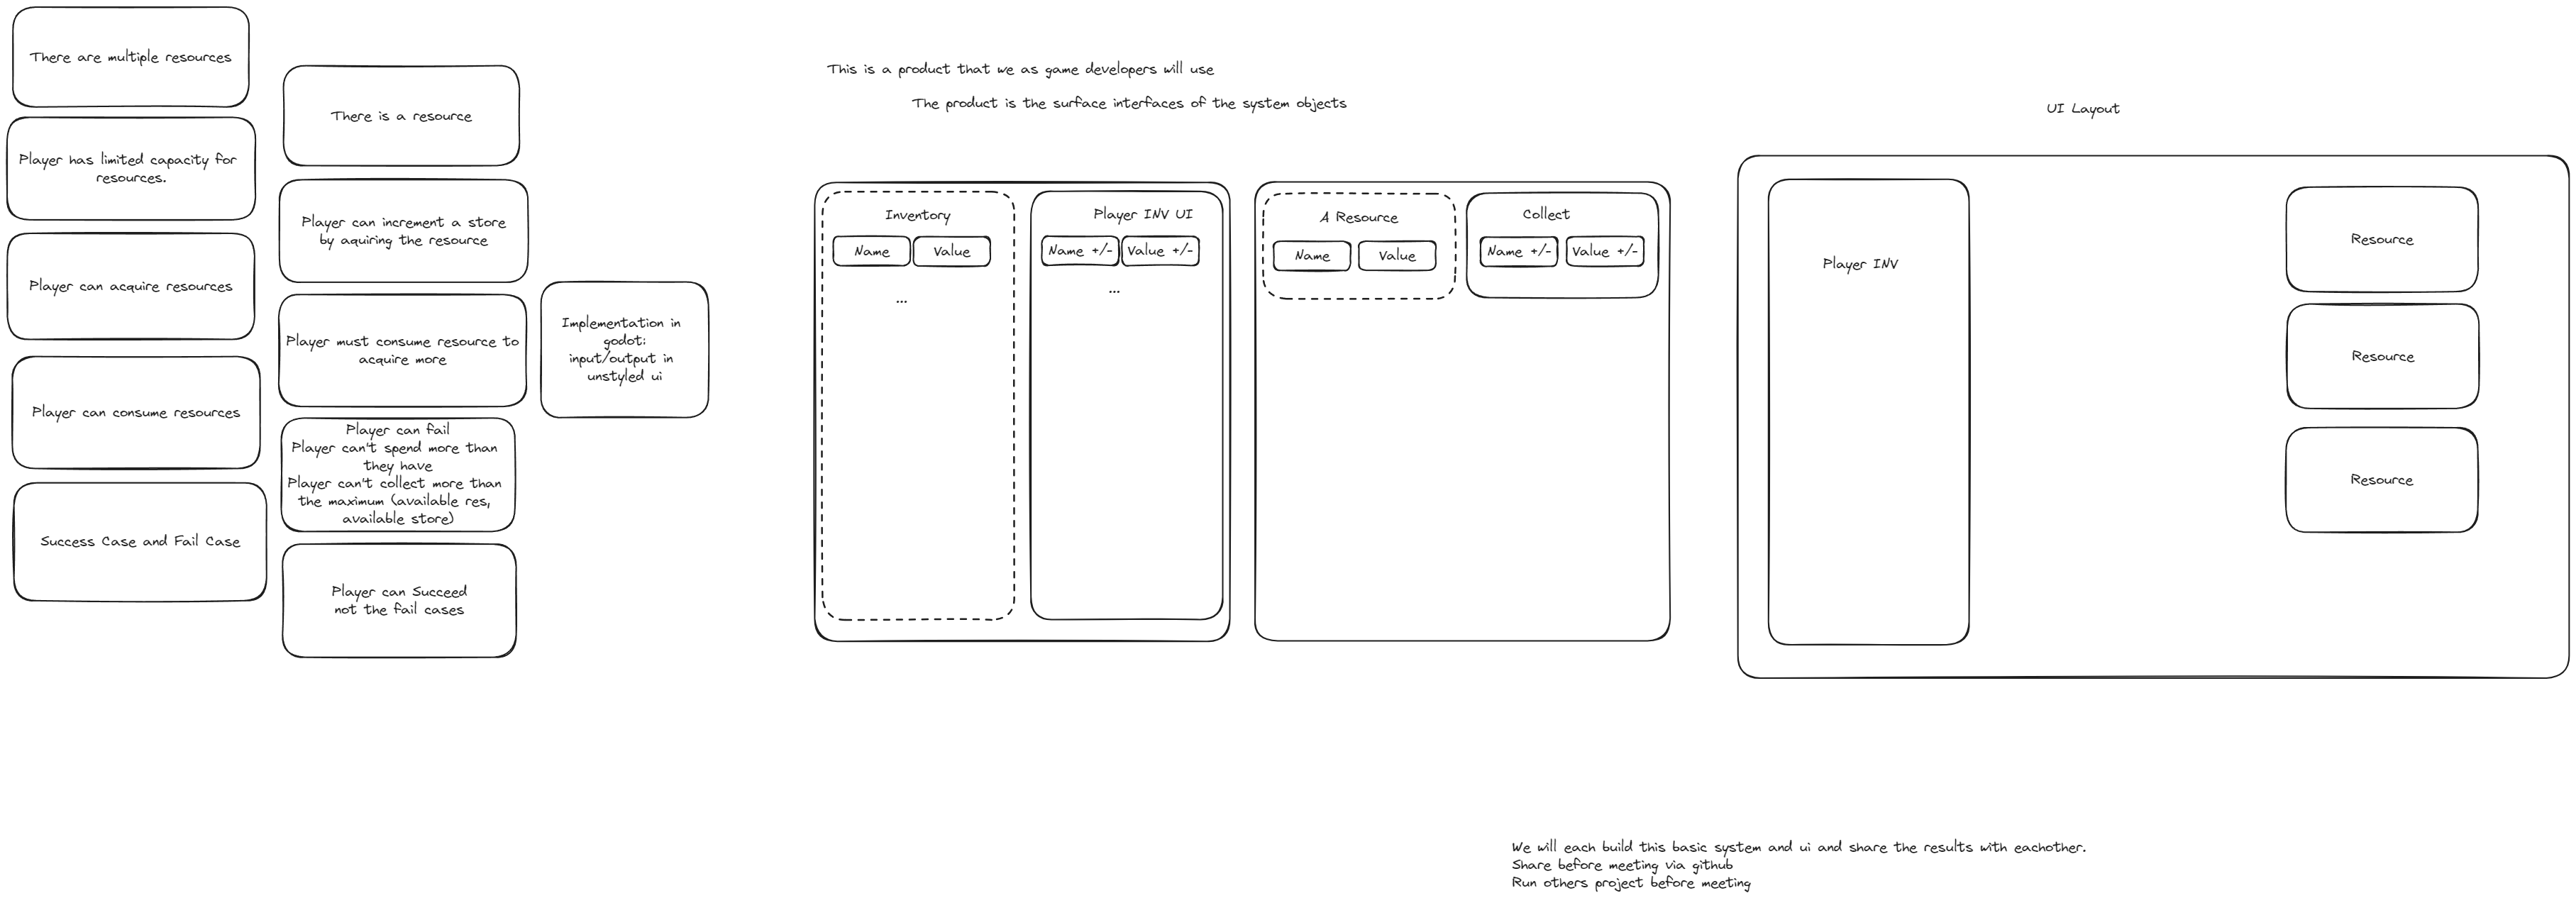 There are multiple resources
Player has limited capacity for
resources.
Player can acquire resources
Player can consume resources
Success Case and Fail Case
There is a resource
Player can increment a store
by aquiring the resource
Player must consume resource to
acquire more
Player can fail
Player can't spend more than
they have
Player can't collect more than
the maximum (available res,
available store)
Player can Succeed
not the fail cases
Implementation in
godot:
input/output in
unstyled ui
This is a product that we as game developers will use
The product is the surface interfaces of the system objects
Inventory
Name
Value
...
Player INV UI
Name +/-
Value +/-
...
A Resource
Name
Value
Collect
Name +/-
Value +/-
UI Layout
Player INV
Resource
Resource
Resource
We will each build this basic system and ui and share the results with eachother.
Share before meeting via github
Run others project before meeting